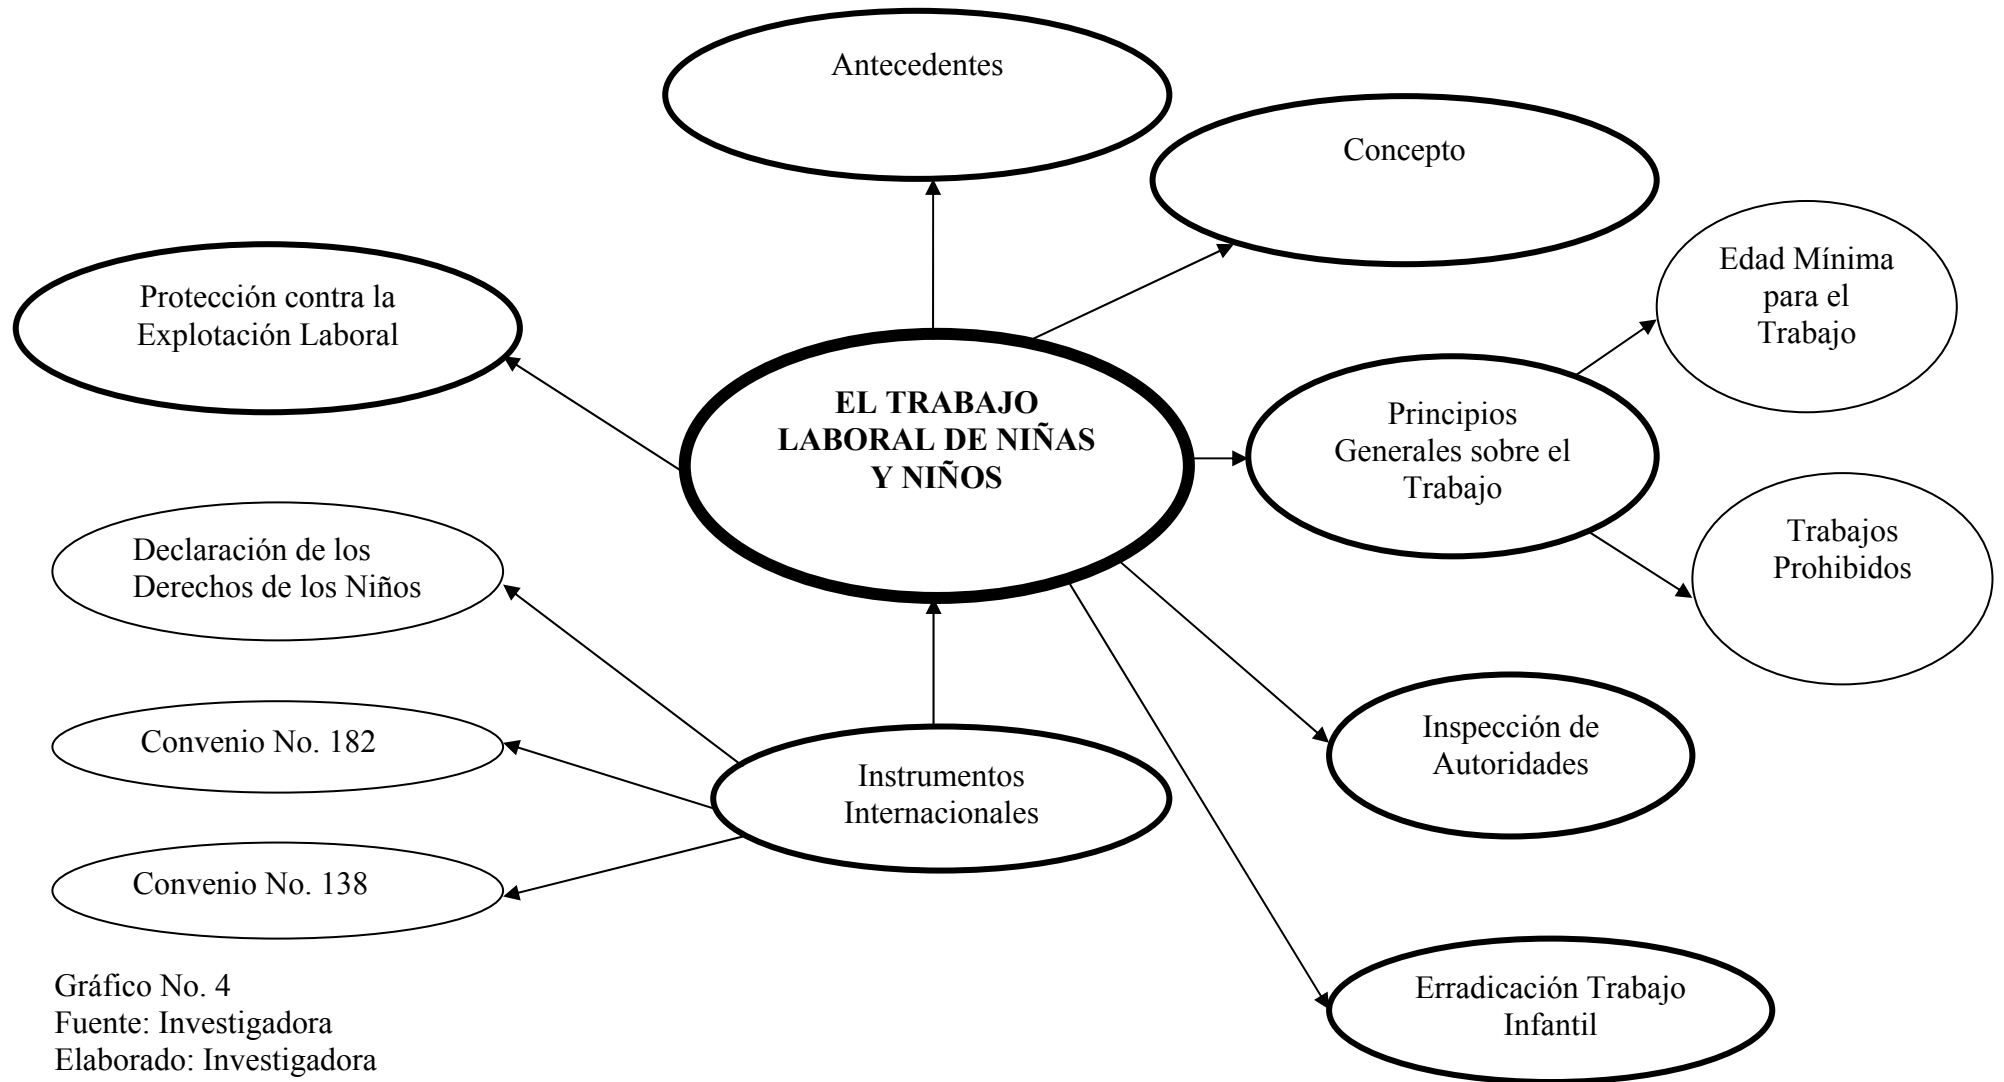 Antecedentes
Concepto
Edad Mínima
para el
Trabajo
Protección contra la
Explotación Laboral
EL TRABAJO
LABORAL DE NIÑAS
Y NIÑOS
Principios
Generales sobre el
Trabajo
Trabajos
Prohibidos
Declaración de los
Derechos de los Niños
Convenio No. 182
Inspección de
Autoridades
Instrumentos
Internacionales
Convenio No. 138
Erradicación Trabajo
Infantil
Gráfico No. 4
Fuente: Investigadora
Elaborado: Investigadora